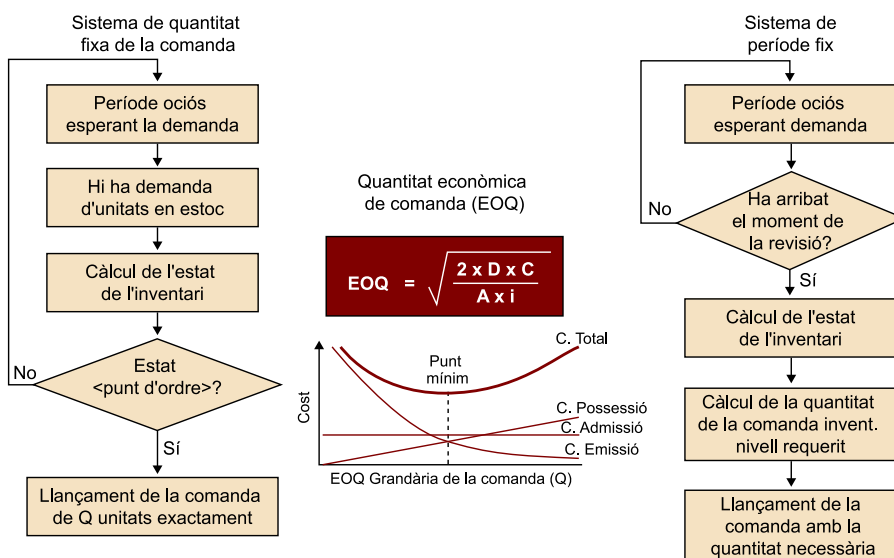 Sistema de quantitat
fixa de la comanda
Període ociós
esperant la demanda
Hi ha demanda
d'unitats en estoc
Càlcul de l'estat
de l'inventari
Estat
<punt d'ordre>?
No
Sí
Llançament de la comanda
de Q unitats exactament
Quantitat econòmica
de comanda (EOQ)
EOQ = √
2 x D x C
A x i
Cost
C. Total
Punt
mínim
C. Possessió
C. Admissió
C. Emissió
EOQ Grandària de la comanda (Q)
Sistema de
període fix
Període ociós
esperant demanda
Ha arribat
el moment de
la revisió?
No
Sí
Càlcul de l'estat
de l'inventari
Càlcul de la quantitat
de la comanda invent.
nivell requerit
Llançament de la
comanda amb la
quantitat necessària